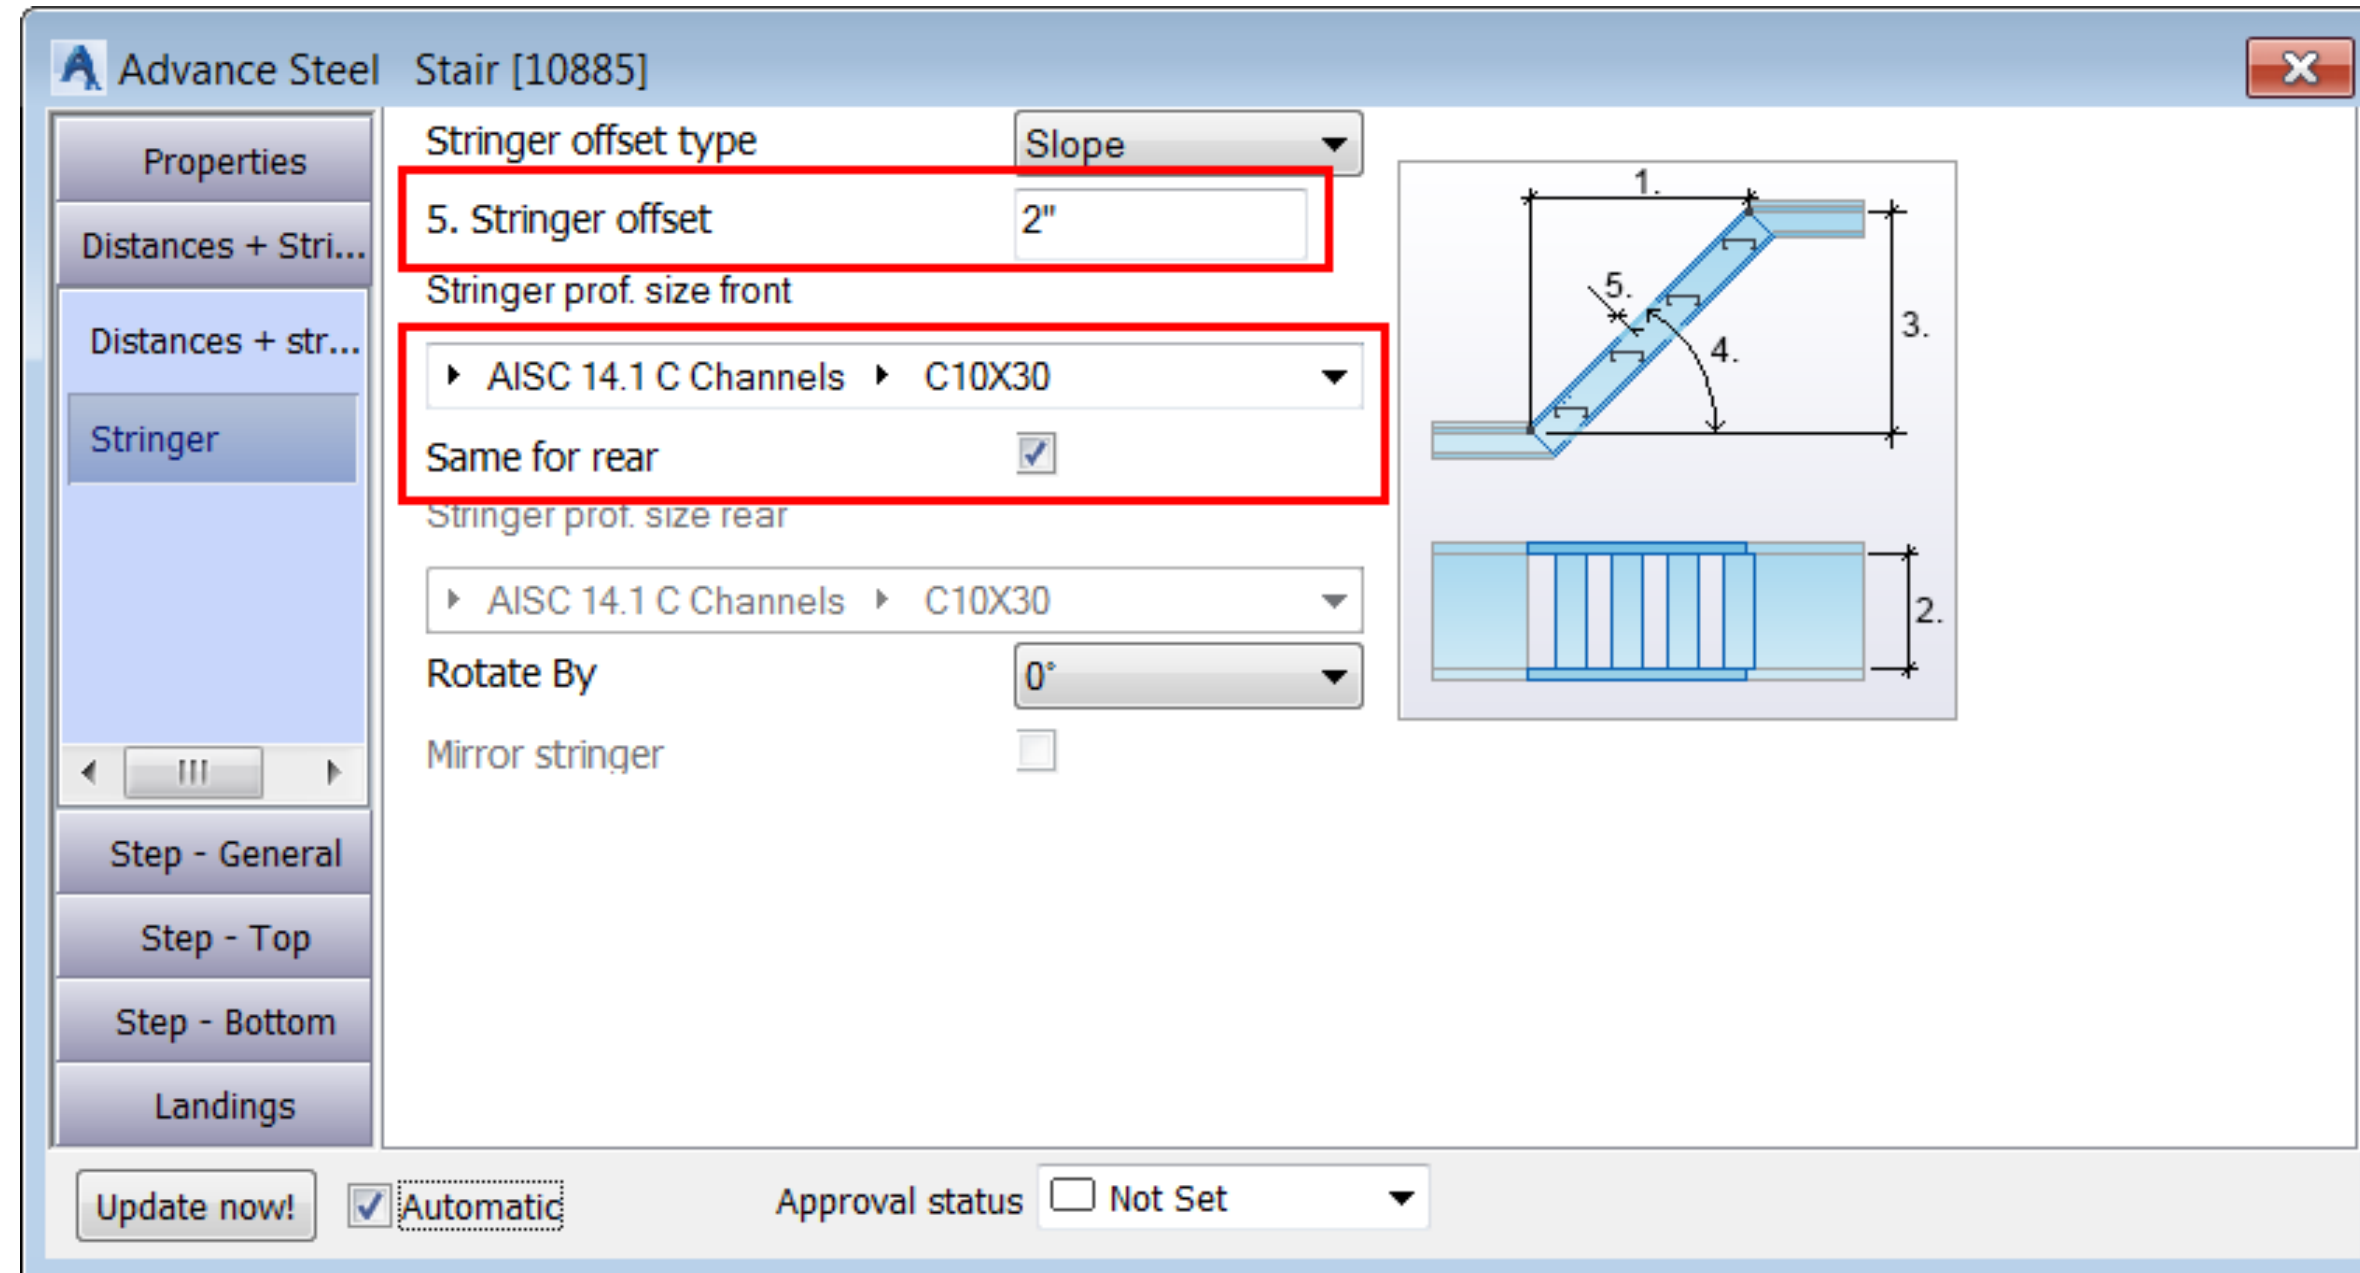 Advance Steel Stair [10885]
Properties
Distances + Stri...
Distances + str...
Stringer
Step - General
Step - Top
Step - Bottom
Landings
Stringer offset type Slope
5. Stringer offset 2"
Stringer prof. size front
AISC 14.1 C Channels C10X30
Same for rear
Stringer prof. size rear
AISC 14.1 C Channels C10X30
Rotate By 0°
Mirror stringer
1.
5.
4.
3.
2.
Update now! Automatic Approval status Not Set